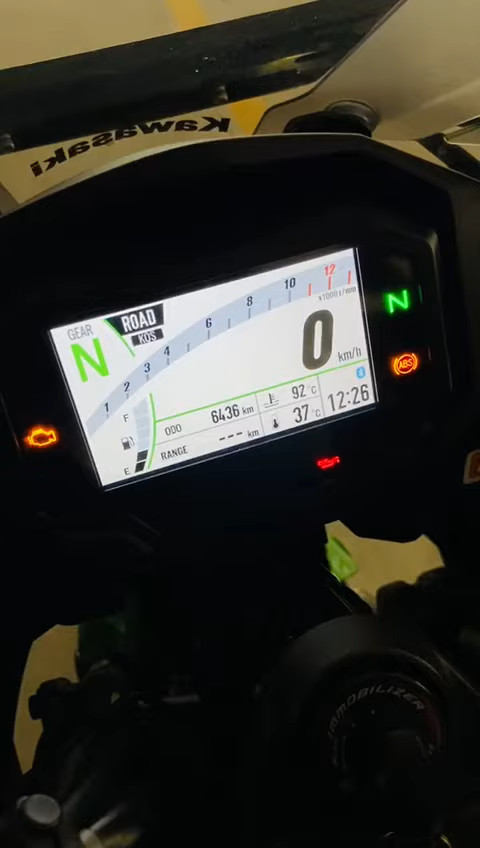 Kawasaki
GEAR
N
ROAD
KQS
1 2 3 4 6 8 10 12
x1000 r/min
0
km/h
N
ABS
F
E
ODO 6436 km
RANGE --- km
92 °C
37 °C
12:26
IMMOBILIZER